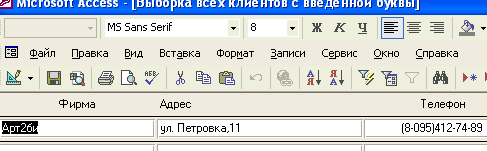 Microsoft Access - [Выборка всех клиентов с введенной буквы]
MS Sans Serif 8 Ж К Ч
Файл Правка Вид Вставка Формат Записи Сервис Окно Справка
Фирма Адрес Телефон
Арт2би ул. Петровка,11 (8-095)412-74-89